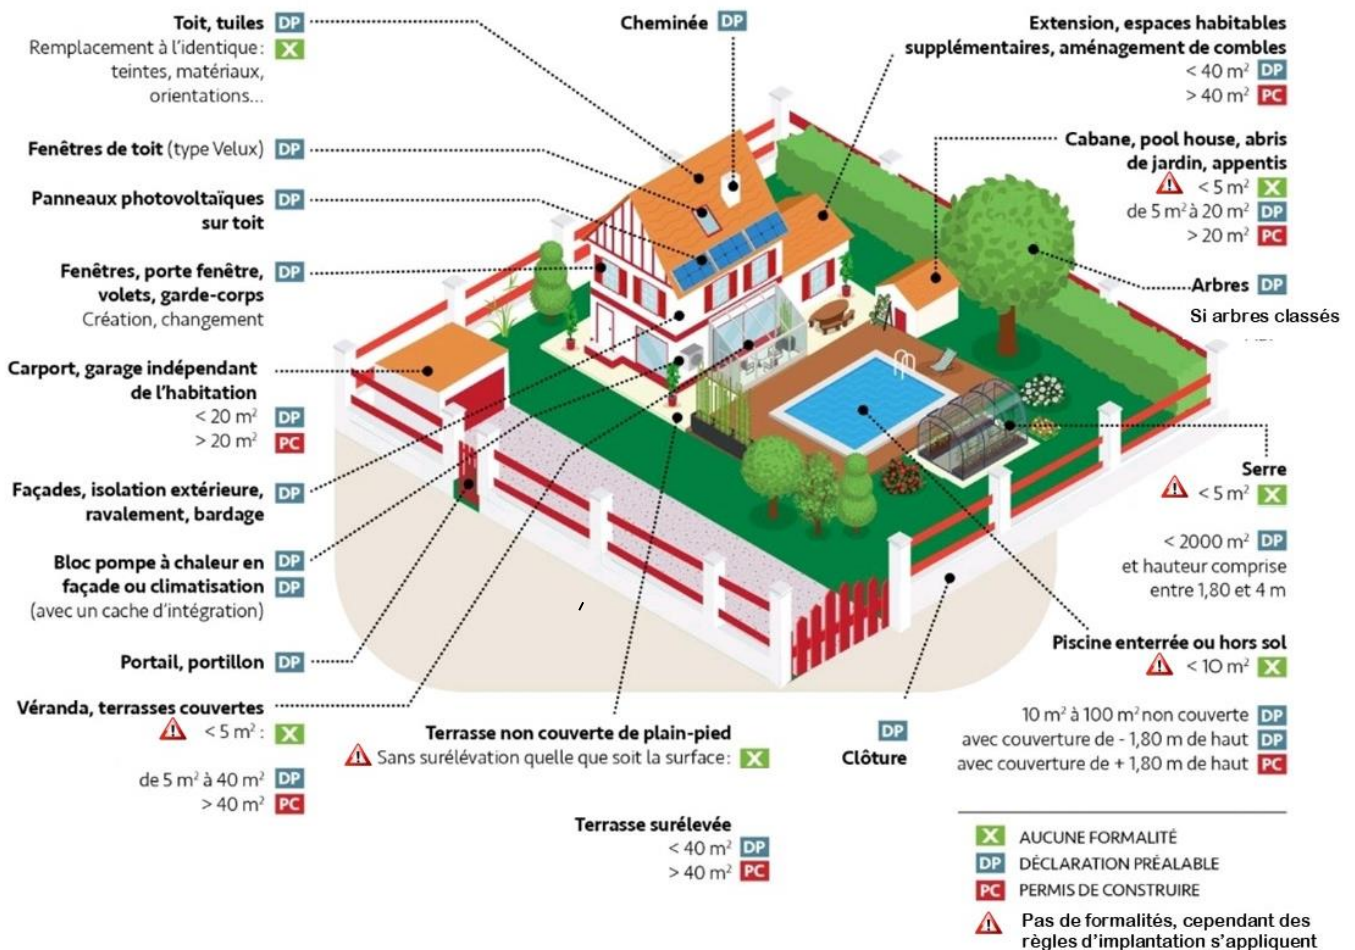 Toit, tuiles DP
Remplacement à l'identique : X
teintes, matériaux,
orientations...
Fenêtres de toit (type Velux) DP
Panneaux photovoltaïques DP
sur toit
Fenêtres, porte fenêtre, DP
volets, garde-corps
Création, changement
Carport, garage indépendant
de l'habitation
< 20 m² DP
> 20 m² PC
Façades, isolation extérieure, DP
ravalement, bardage
Bloc pompe à chaleur en DP
façade ou climatisation DP
(avec un cache d'intégration)
Portail, portillon DP
Véranda, terrasses couvertes
! < 5 m² : X
de 5 m² à 40 m² DP
> 40 m² PC
Cheminée DP
Terrasse non couverte de plain-pied
! Sans surélévation quelle que soit la surface : X
Terrasse surélevée
< 40 m² DP
> 40 m² PC
DP
Clôture
Extension, espaces habitables
supplémentaires, aménagement de combles
< 40 m² DP
> 40 m² PC
Cabane, pool house, abris
de jardin, appentis
! < 5 m² X
de 5 m² à 20 m² DP
> 20 m² PC
Arbres DP
Si arbres classés
Serre
! < 5 m² X
< 2000 m² DP
et hauteur comprise
entre 1,80 et 4 m
Piscine enterrée ou hors sol
! < 10 m² X
10 m² à 100 m² non couverte DP
avec couverture de - 1,80 m de haut DP
avec couverture de + 1,80 m de haut PC
X AUCUNE FORMALITÉ
DP DÉCLARATION PRÉALABLE
PC PERMIS DE CONSTRUIRE
! Pas de formalités, cependant des
règles d'implantation s'appliquent